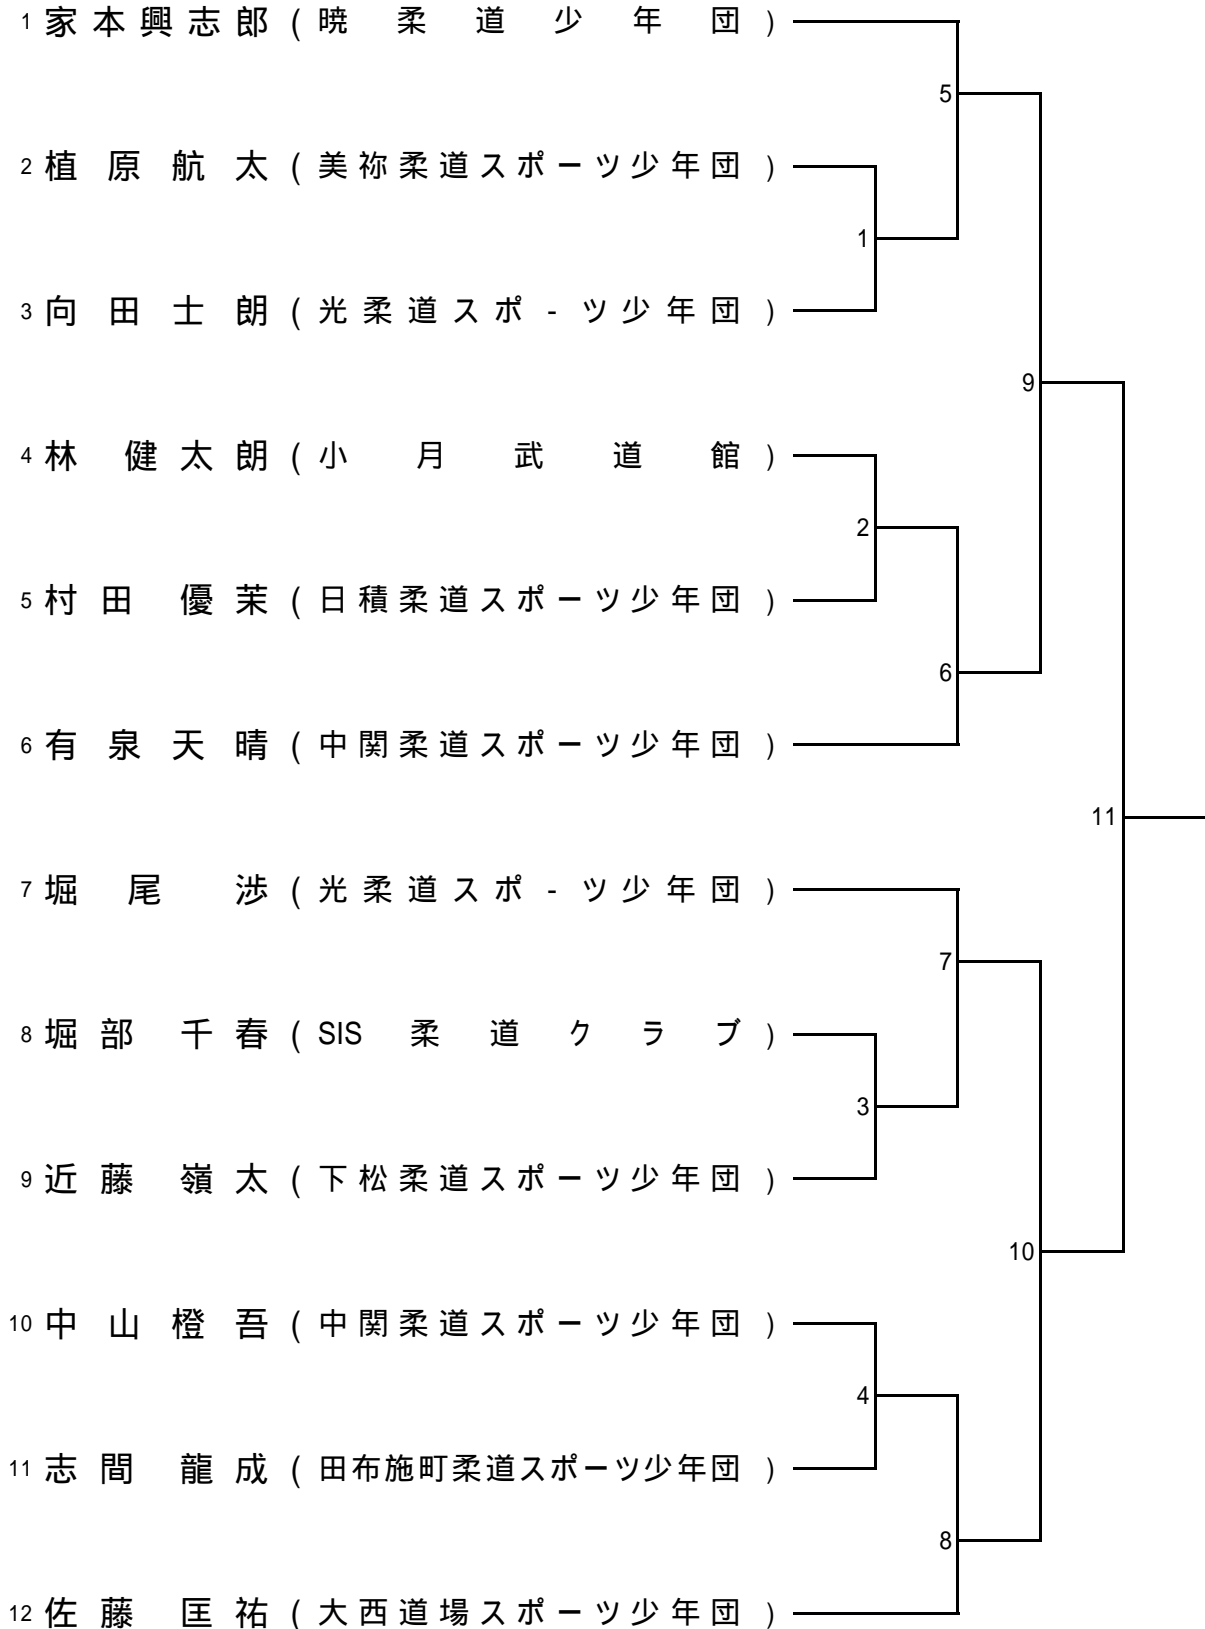 1 家本興志郎 (暁柔道少年団)
5
2 植原航太 (美祢柔道スポーツ少年団)
1
3 向田士朗 (光柔道スポ-ツ少年団)
9
4 林健太朗 (小月武道館)
2
5 村田優茉 (日積柔道スポーツ少年団)
6
6 有泉天晴 (中関柔道スポーツ少年団)
11
7 堀尾渉 (光柔道スポ-ツ少年団)
7
8 堀部千春 (SIS柔道クラブ)
3
9 近藤嶺太 (下松柔道スポーツ少年団)
10
10 中山橙吾 (中関柔道スポーツ少年団)
4
11 志間龍成 (田布施町柔道スポーツ少年団)
8
12 佐藤匡祐 (大西道場スポーツ少年団)